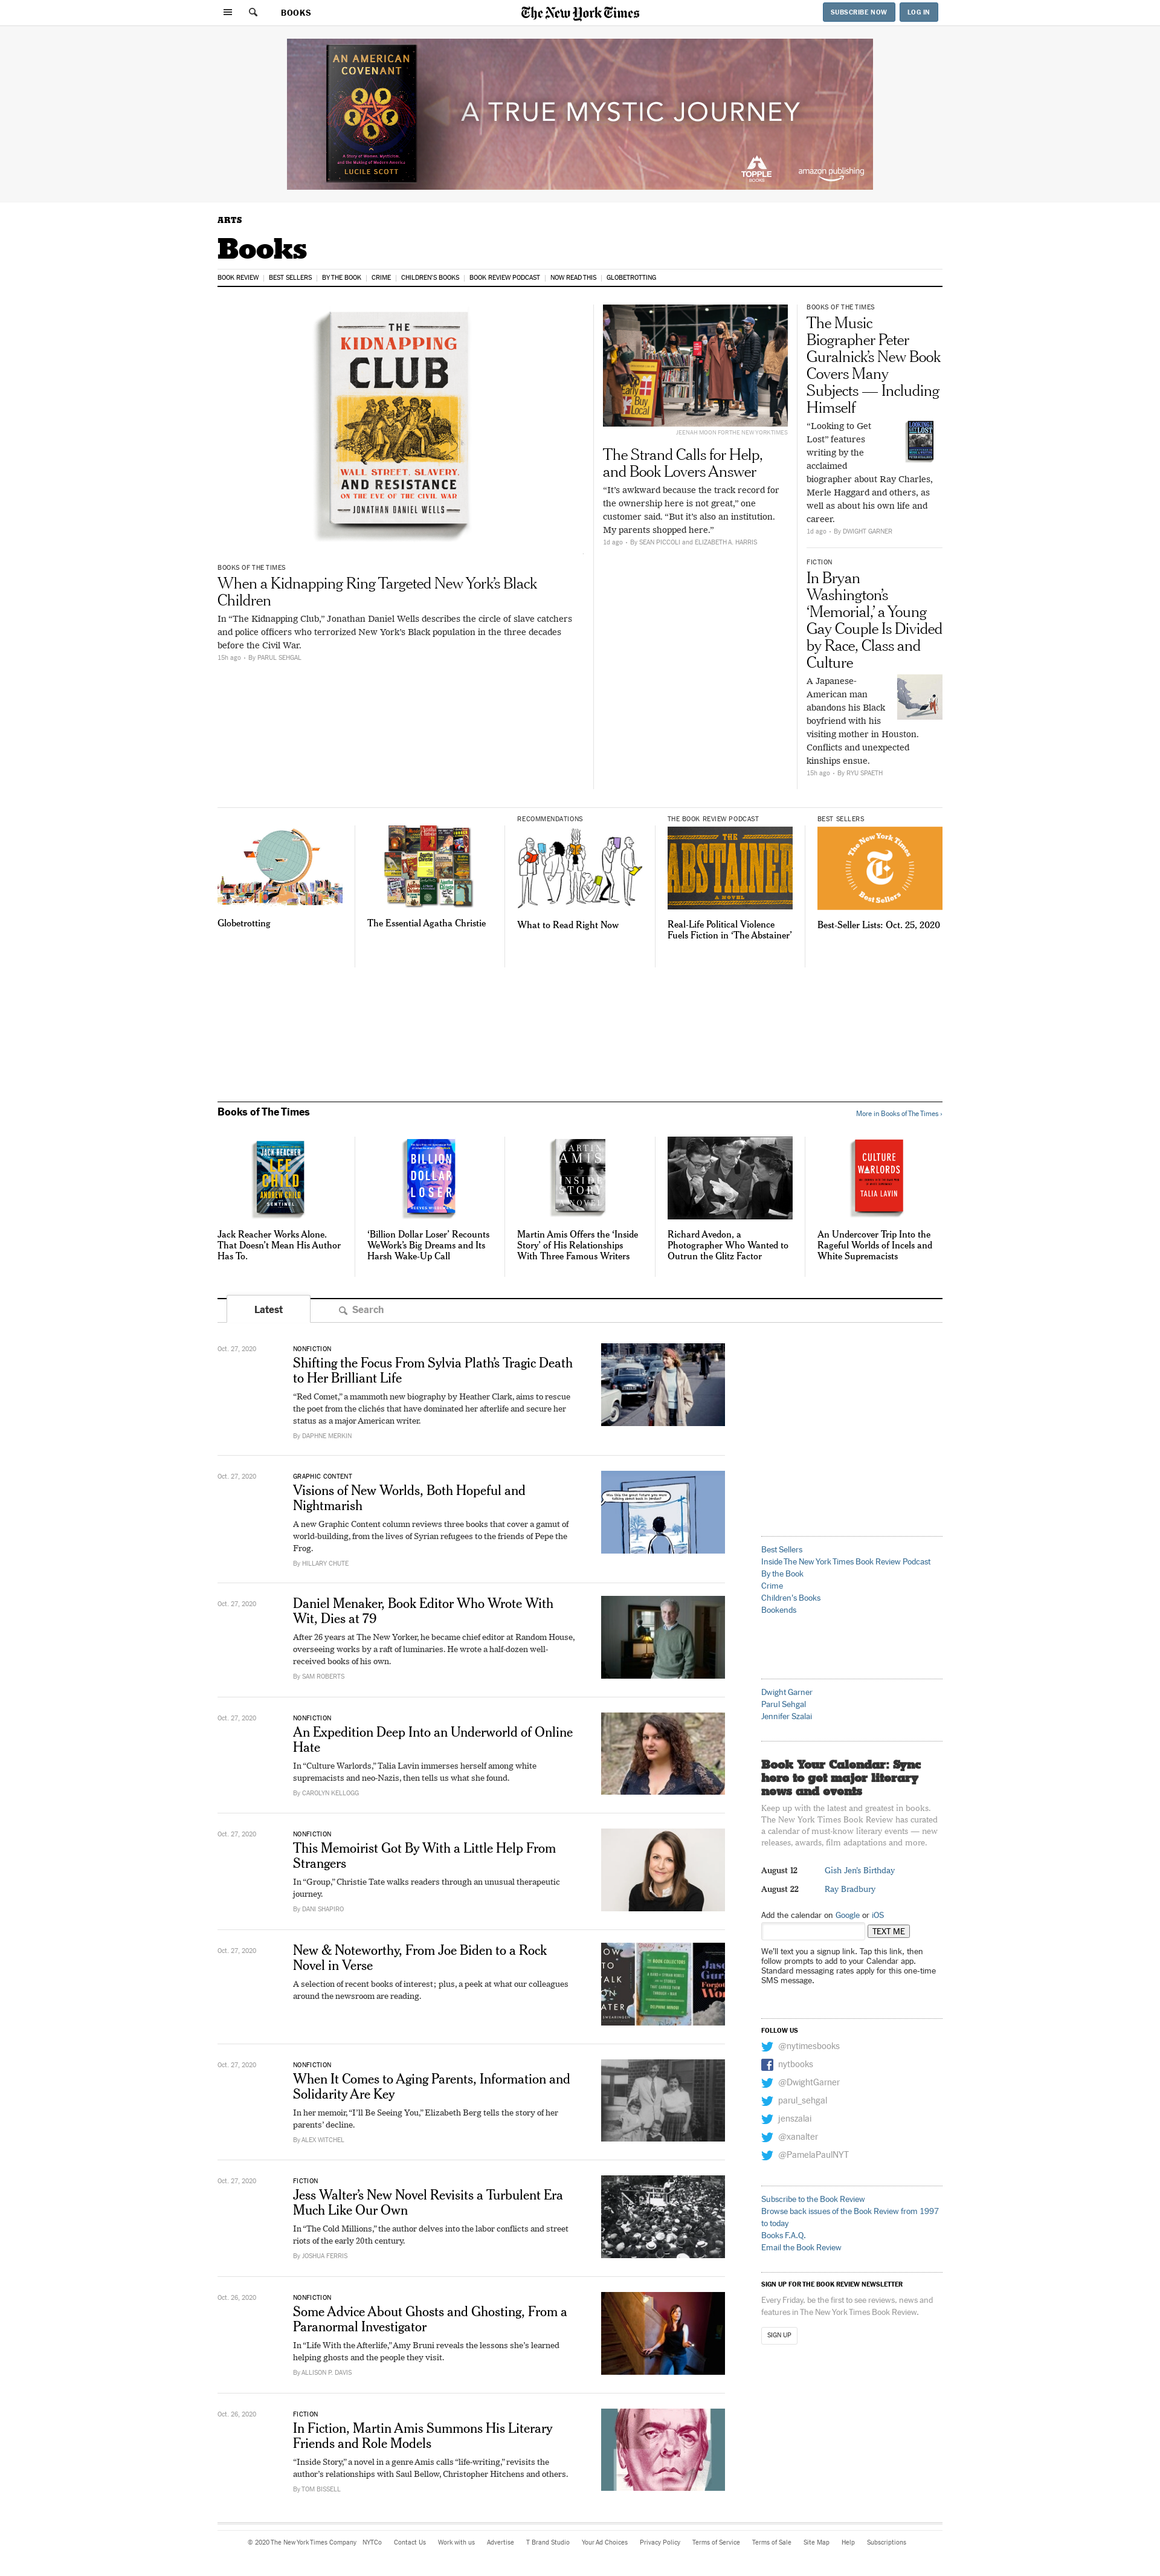 BOOKS
The New York Times
SUBSCRIBE NOW
LOG IN
AN AMERICAN
COVENANT
A Story of Women, Mysticism,
and the Making of Modern America
LUCILE SCOTT
A TRUE MYSTIC JOURNEY
TOPPLE
BOOKS
amazon publishing
ARTS
Books
BOOK REVIEW
BEST SELLERS
BY THE BOOK
CRIME
CHILDREN'S BOOKS
BOOK REVIEW PODCAST
NOW READ THIS
GLOBETROTTING
THE
KIDNAPPING
CLUB
WALL STREET, SLAVERY,
AND RESISTANCE
ON THE EVE OF THE CIVIL WAR
JONATHAN DANIEL WELLS
BOOKS OF THE TIMES
When a Kidnapping Ring Targeted New York's Black
Children
In “The Kidnapping Club,” Jonathan Daniel Wells describes the circle of slave catchers
and police officers who terrorized New York's Black population in the three decades
before the Civil War.
15h ago · By PARUL SEHGAL
Early
Buy
Local
JEENAH MOON FOR THE NEW YORK TIMES
The Strand Calls for Help,
and Book Lovers Answer
“It's awkward because the track record for
the ownership here is not great,” one
customer said. “But it's also an institution.
My parents shopped here.”
1d ago · By SEAN PICCOLI and ELIZABETH A. HARRIS
BOOKS OF THE TIMES
The Music
Biographer Peter
Guralnick's New Book
Covers Many
Subjects — Including
Himself
“Looking to Get
Lost” features
writing by the
acclaimed
biographer about Ray Charles,
Merle Haggard and others, as
well as about his own life and
career.
LOOKING
TO GET
LOST
1d ago · By DWIGHT GARNER
FICTION
In Bryan
Washington's
‘Memorial,’ a Young
Gay Couple Is Divided
by Race, Class and
Culture
A Japanese-
American man
abandons his Black
boyfriend with his
visiting mother in Houston.
Conflicts and unexpected
kinships ensue.
15h ago · By RYU SPAETH
Globetrotting
The Essential Agatha Christie
RECOMMENDATIONS
What to Read Right Now
THE BOOK REVIEW PODCAST
THE
ABSTAINER
A NOVEL
Real-Life Political Violence
Fuels Fiction in ‘The Abstainer’
BEST SELLERS
The New York Times
Best Sellers
Best-Seller Lists: Oct. 25, 2020
Books of The Times
More in Books of The Times ›
JACK REACHER
LEE
CHILD
ANDREW CHILD
SENTINEL
Jack Reacher Works Alone.
That Doesn't Mean His Author
Has To.
BILLION
DOLLAR
LOSER
REEVES WIEDEMAN
‘Billion Dollar Loser’ Recounts
WeWork's Big Dreams and Its
Harsh Wake-Up Call
MARTIN
AMIS
INSIDE
STORY
A NOVEL
Martin Amis Offers the ‘Inside
Story’ of His Relationships
With Three Famous Writers
Richard Avedon, a
Photographer Who Wanted to
Outrun the Glitz Factor
CULTURE
WARLORDS
TALIA LAVIN
An Undercover Trip Into the
Rageful Worlds of Incels and
White Supremacists
Latest
Search
Oct. 27, 2020
NONFICTION
Shifting the Focus From Sylvia Plath's Tragic Death
to Her Brilliant Life
“Red Comet,” a mammoth new biography by Heather Clark, aims to rescue
the poet from the clichés that have dominated her afterlife and secure her
status as a major American writer.
By DAPHNE MERKIN
Oct. 27, 2020
GRAPHIC CONTENT
Visions of New Worlds, Both Hopeful and
Nightmarish
A new Graphic Content column reviews three books that cover a gamut of
world-building, from the lives of Syrian refugees to the friends of Pepe the
Frog.
By HILLARY CHUTE
Oct. 27, 2020
Daniel Menaker, Book Editor Who Wrote With
Wit, Dies at 79
After 26 years at The New Yorker, he became chief editor at Random House,
overseeing works by a raft of luminaries. He wrote a half-dozen well-
received books of his own.
By SAM ROBERTS
Oct. 27, 2020
NONFICTION
An Expedition Deep Into an Underworld of Online
Hate
In “Culture Warlords,” Talia Lavin immerses herself among white
supremacists and neo-Nazis, then tells us what she found.
By CAROLYN KELLOGG
Oct. 27, 2020
NONFICTION
This Memoirist Got By With a Little Help From
Strangers
In “Group,” Christie Tate walks readers through an unusual therapeutic
journey.
By DANI SHAPIRO
Oct. 27, 2020
New & Noteworthy, From Joe Biden to a Rock
Novel in Verse
A selection of recent books of interest; plus, a peek at what our colleagues
around the newsroom are reading.
Oct. 27, 2020
NONFICTION
When It Comes to Aging Parents, Information and
Solidarity Are Key
In her memoir, “I'll Be Seeing You,” Elizabeth Berg tells the story of her
parents' decline.
By ALEX WITCHEL
Oct. 27, 2020
FICTION
Jess Walter's New Novel Revisits a Turbulent Era
Much Like Our Own
In “The Cold Millions,” the author delves into the labor conflicts and street
riots of the early 20th century.
By JOSHUA FERRIS
Oct. 26, 2020
NONFICTION
Some Advice About Ghosts and Ghosting, From a
Paranormal Investigator
In “Life With the Afterlife,” Amy Bruni reveals the lessons she's learned
helping ghosts and the people they visit.
By ALLISON P. DAVIS
Oct. 26, 2020
FICTION
In Fiction, Martin Amis Summons His Literary
Friends and Role Models
“Inside Story,” a novel in a genre Amis calls “life-writing,” revisits the
author's relationships with Saul Bellow, Christopher Hitchens and others.
By TOM BISSELL
Best Sellers
Inside The New York Times Book Review Podcast
By the Book
Crime
Children's Books
Bookends
Dwight Garner
Parul Sehgal
Jennifer Szalai
Book Your Calendar: Sync
here to get major literary
news and events
Keep up with the latest and greatest in books.
The New York Times Book Review has curated
a calendar of must-know literary events — new
releases, awards, film adaptations and more.
August 12 Gish Jen's Birthday
August 22 Ray Bradbury
Add the calendar on Google or iOS
TEXT ME
We'll text you a signup link. Tap this link, then
follow prompts to add to your Calendar app.
Standard messaging rates apply for this one-time
SMS message.
FOLLOW US
@nytimesbooks
nytbooks
@DwightGarner
parul_sehgal
jenszalai
@xanalter
@PamelaPaulNYT
Subscribe to the Book Review
Browse back issues of the Book Review from 1997
to today
Books F.A.Q.
Email the Book Review
SIGN UP FOR THE BOOK REVIEW NEWSLETTER
Every Friday, be the first to see reviews, news and
features in The New York Times Book Review.
SIGN UP
© 2020 The New York Times Company
NYTCo
Contact Us
Work with us
Advertise
T Brand Studio
Your Ad Choices
Privacy Policy
Terms of Service
Terms of Sale
Site Map
Help
Subscriptions